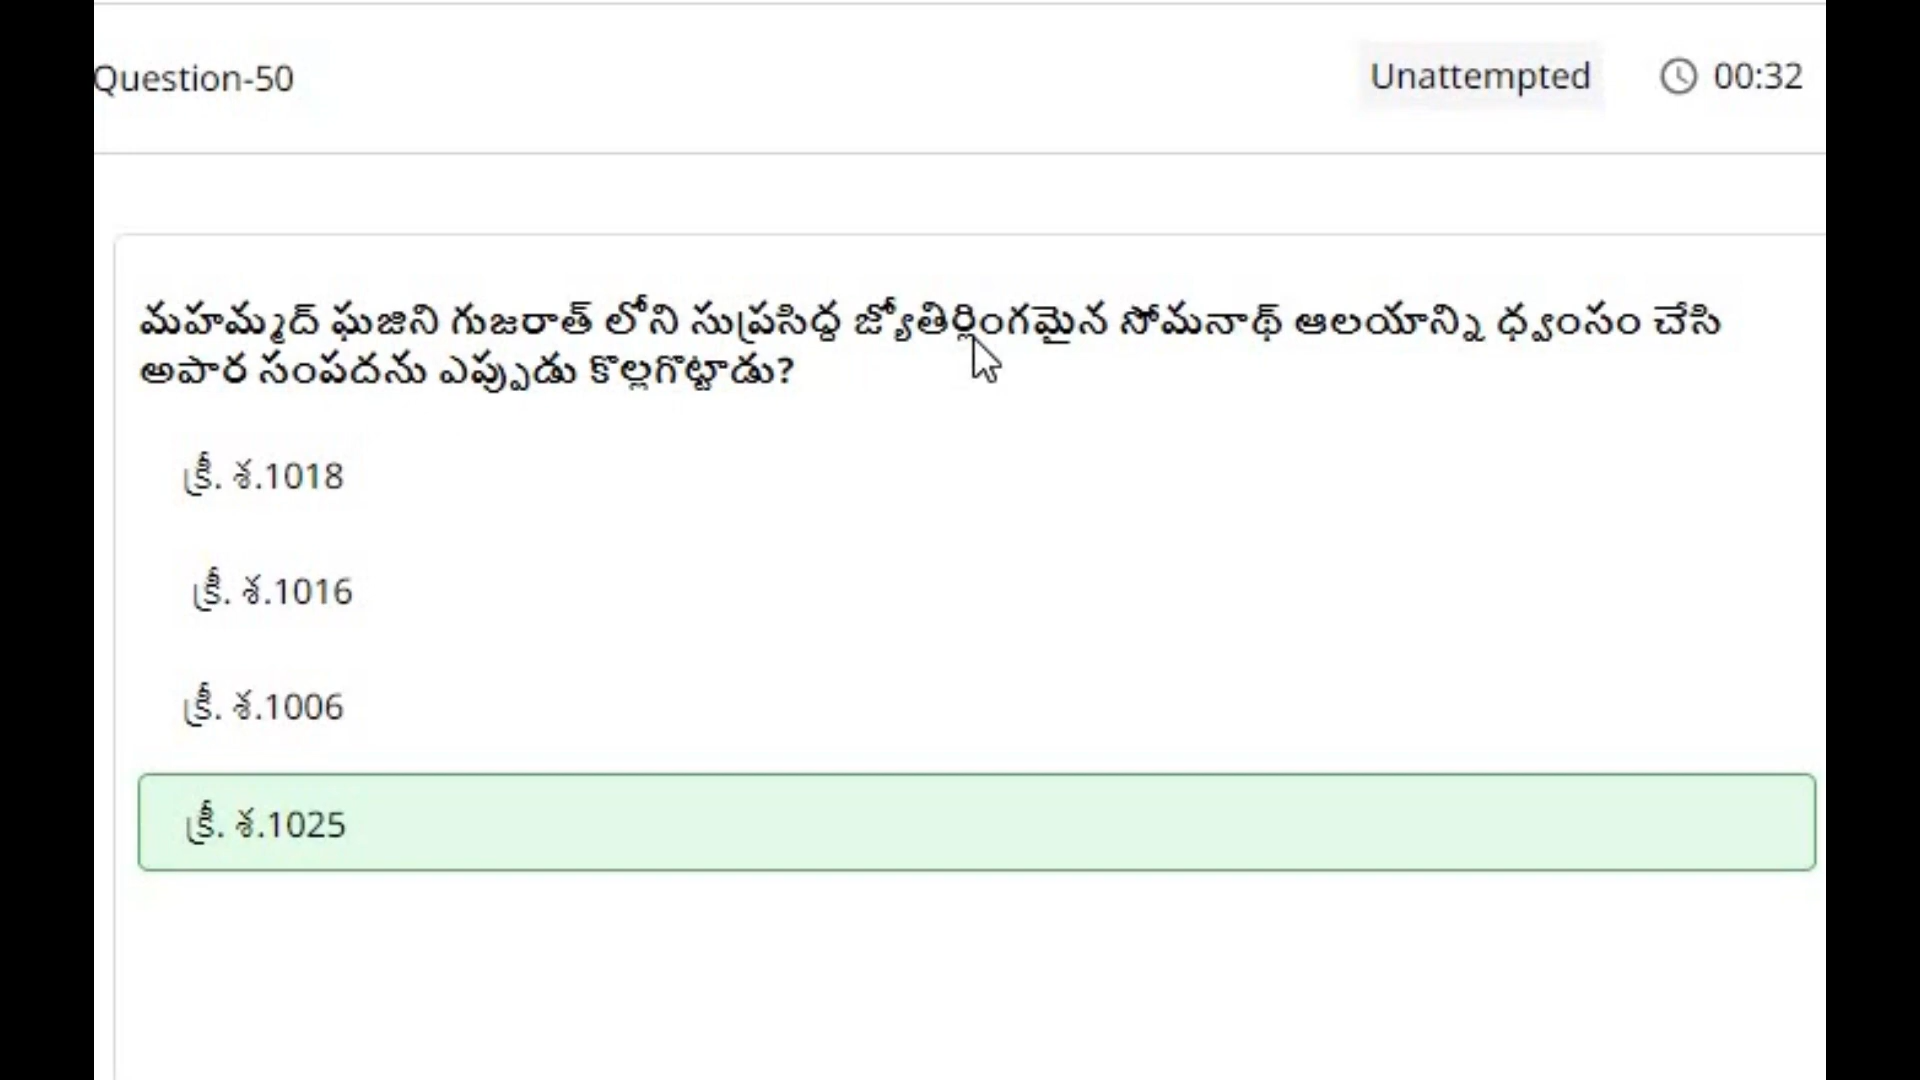 Question-50
Unattempted
00:32
మహమ్మద్ ఘజిని గుజరాత్ లోని సుప్రసిద్ధ జ్యోతిర్లింగమైన సోమనాథ్ ఆలయాన్ని ధ్వంసం చేసి
అపార సంపదను ఎప్పుడు కొల్లగొట్టాడు?
క్రీ. శ.1018
క్రీ. శ.1016
క్రీ. శ.1006
క్రీ. శ.1025